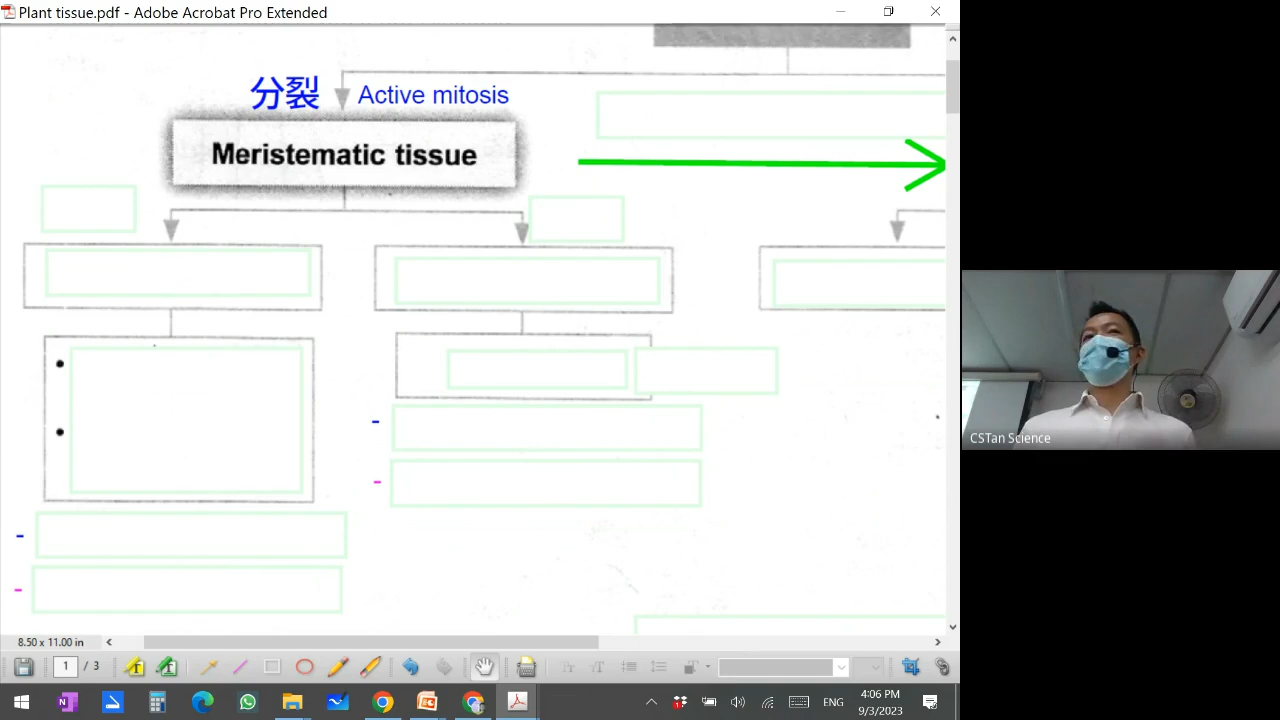 Plant tissue.pdf - Adobe Acrobat Pro Extended
分裂 Active mitosis
Meristematic tissue
-
-
-
-
CSTan Science
8.50 x 11.00 in
1 / 3
ENG
4:06 PM
9/3/2023